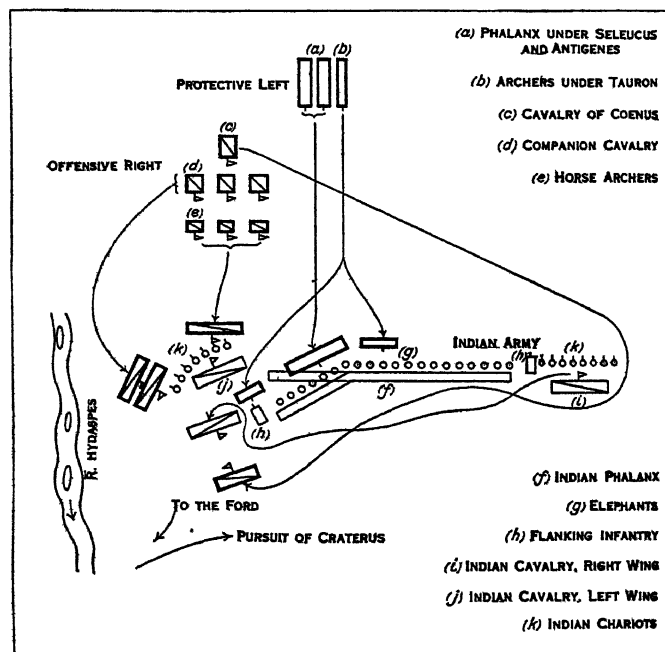 (a) PHALANX UNDER SELEUCUS
AND ANTIGENES
(a) (b)
PROTECTIVE LEFT
(b) ARCHERS UNDER TAURON
(c) CAVALRY OF COENUS
(c)
OFFENSIVE RIGHT
(d)
(d) COMPANION CAVALRY
(e) HORSE ARCHERS
(e)
INDIAN ARMY
(k)
(g)
(h)
(k)
(j)
(f)
(i)
(h)
R. HYDASPES
TO THE FORD
PURSUIT OF CRATERUS
(f) INDIAN PHALANX
(g) ELEPHANTS
(h) FLANKING INFANTRY
(i) INDIAN CAVALRY, RIGHT WING
(j) INDIAN CAVALRY, LEFT WING
(k) INDIAN CHARIOTS